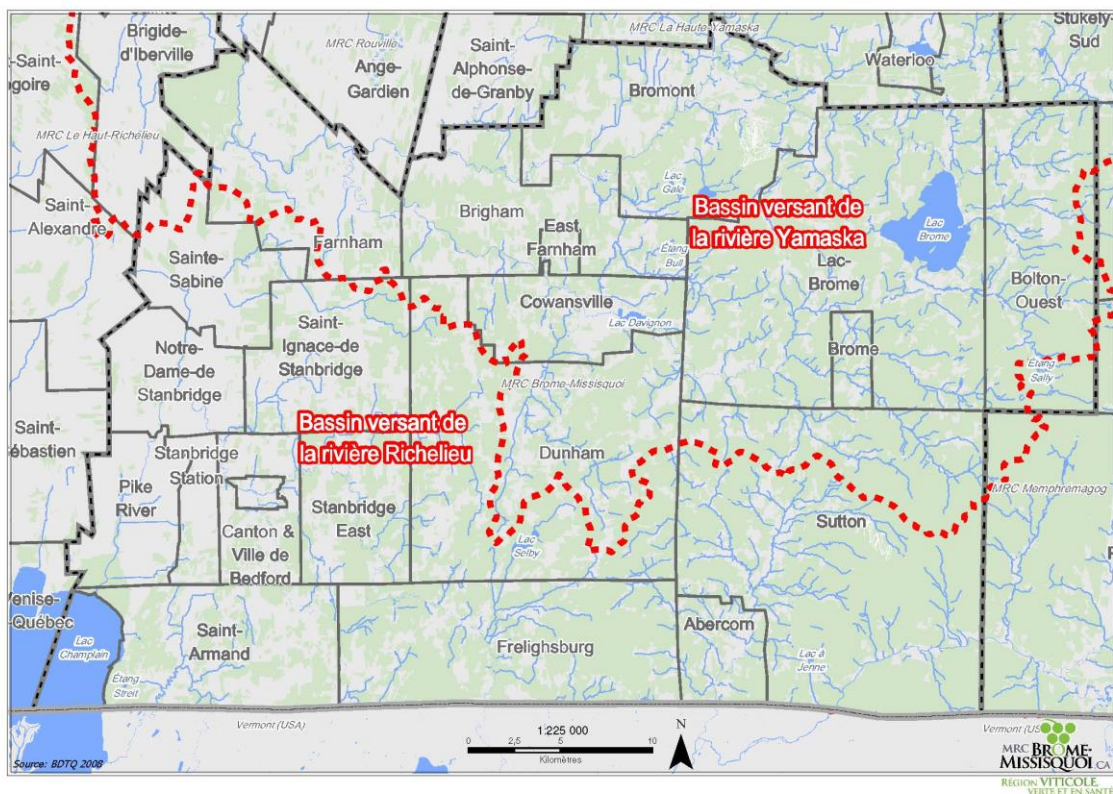 Brigide-
d'Iberville
MRC Rouville
Ange-
Gardien
Saint-
Alphonse-
de-Granby
MRC La Haute-Yamaska
Bromont
Waterloo
Stukely-
Sud
-Saint-
MRC Le Haut-Richelieu
Saint-
Alexandre
Sainte-
Sabine
Farnham
Brigham
East
Farnham
Lac
Gale
Étang
Bull
Bassin versant de
la rivière Yamaska
Lac-
Brome
Lac
Brome
Bolton-
Ouest
Cowansville
Lac Davignon
Notre-
Dame-de
Stanbridge
Saint-
Ignace-de
Stanbridge
MRC Brome-Missisquoi
Brome
Étang
Sally
Bassin versant de
la rivière Richelieu
Saint-
Stanbridge
Station
Pike
River
Canton &
Ville de
Bedford
Stanbridge
East
Dunham
Lac
Selby
Sutton
MRC Memphrémagog
Lac
Champlain
Étang
Streit
Saint-
Armand
Frelighsburg
Abercorn
Lac à
Jenne
Vermont (USA)
1:225 000
0 2,5 5 10
Kilomètres
N
Vermont (US
Source: BDTQ 2008
MRC BROME-
MISSISQUOI.CA
RÉGION VITICOLE,
VERTE ET EN SANTÉ